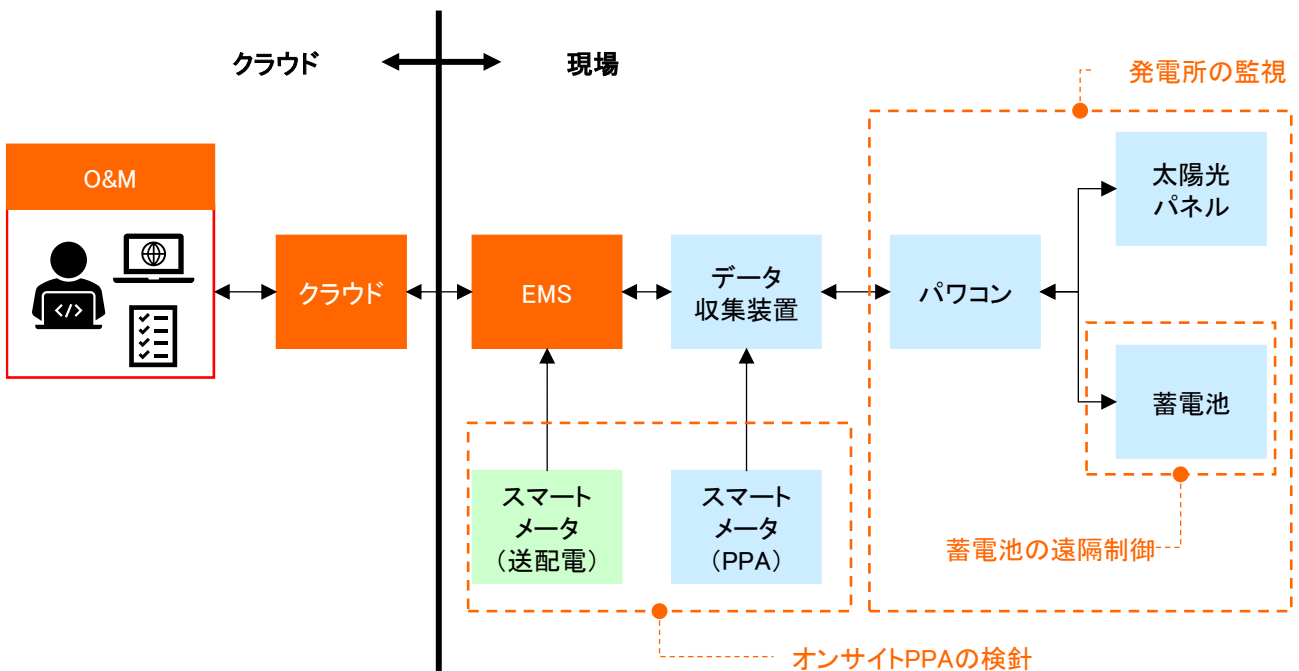 クラウド
現場
発電所の監視
O&M
太陽光
パネル
クラウド
EMS
データ
収集装置
パワコン
蓄電池
スマート
メータ
（送配電）
スマート
メータ
（PPA）
蓄電池の遠隔制御
オンサイトPPAの検針